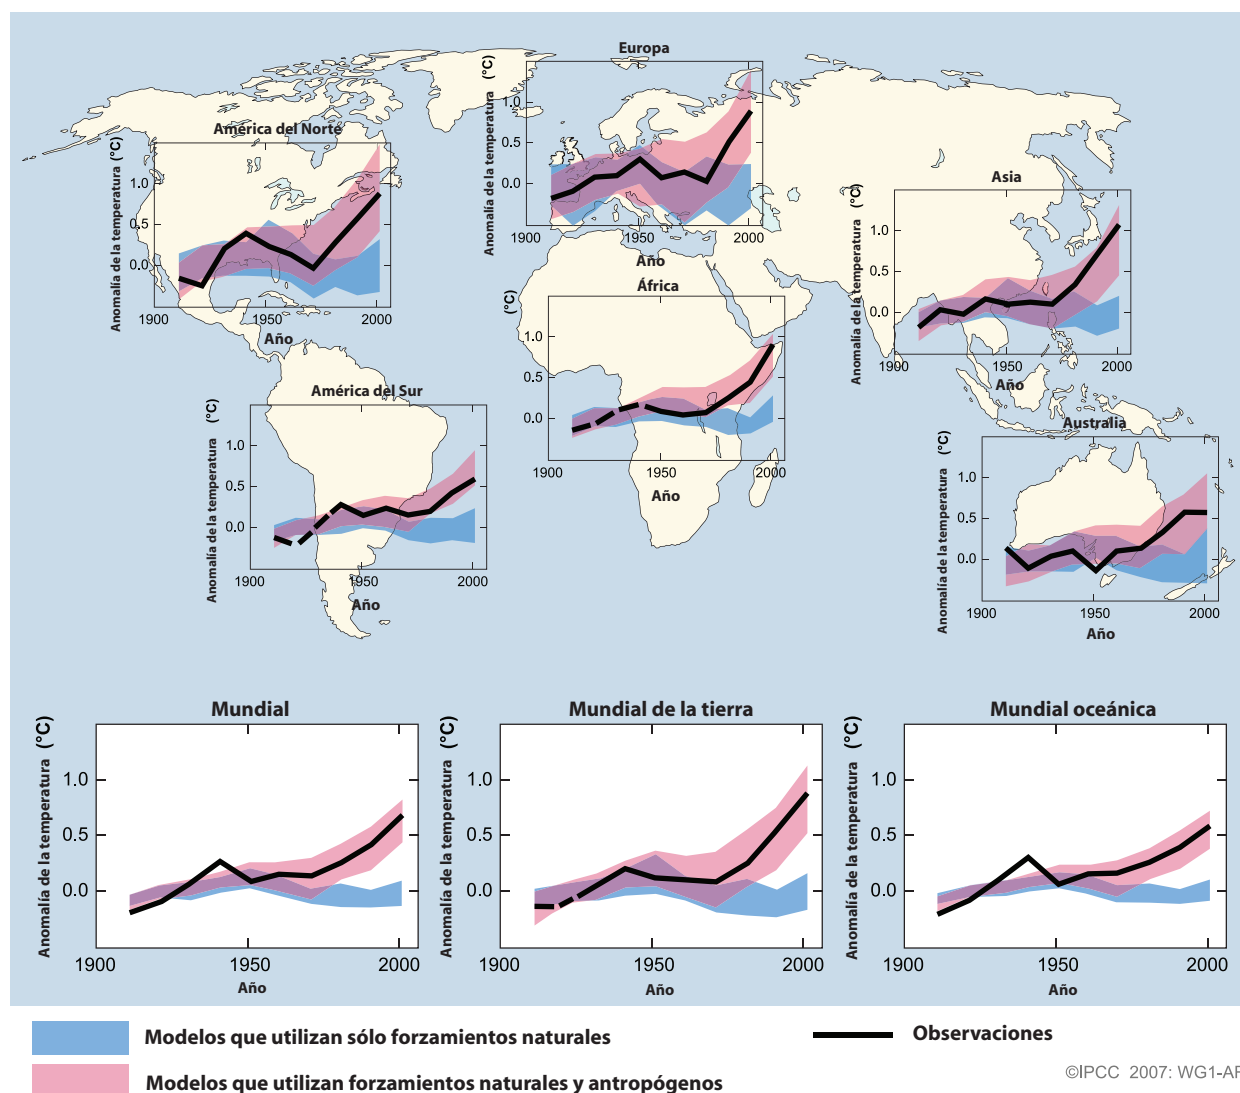 Europa
Anomalía de la temperatura (°C)
1.0
0.5
0.0
1900
1950
2000
Año
América del Norte
Anomalía de la temperatura (°C)
1.0
0.5
0.0
1900
1950
2000
Año
Asia
Anomalía de la temperatura (°C)
1.0
0.5
0.0
1900
1950
2000
Año
África
(°C)
1.0
0.5
0.0
1900
1950
2000
Año
América del Sur
Anomalía de la temperatura (°C)
1.0
0.5
0.0
1900
1950
2000
Año
Australia
Anomalía de la temperatura (°C)
1.0
0.5
0.0
1900
1950
2000
Año
Mundial
Anomalía de la temperatura (°C)
1.0
0.5
0.0
1900
1950
2000
Año
Mundial de la tierra
Anomalía de la temperatura (°C)
1.0
0.5
0.0
1900
1950
2000
Año
Mundial oceánica
Anomalía de la temperatura (°C)
1.0
0.5
0.0
1900
1950
2000
Año
Modelos que utilizan sólo forzamientos naturales
Observaciones
Modelos que utilizan forzamientos naturales y antropógenos
©IPCC 2007: WG1-AR